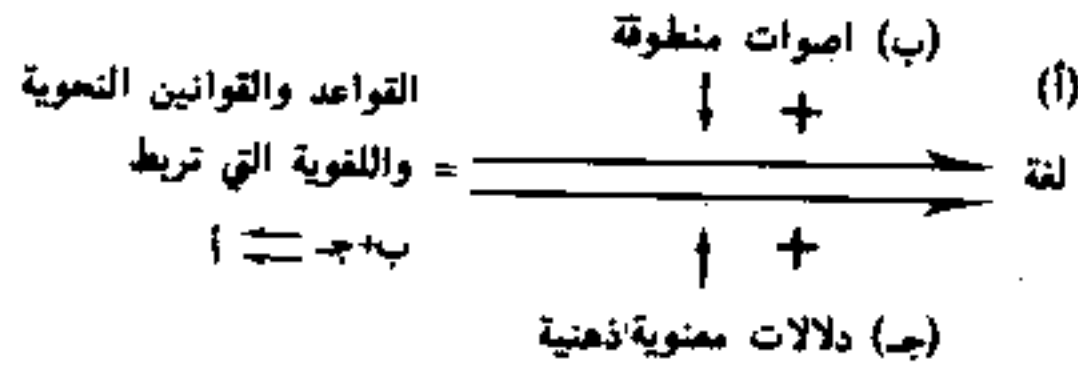 (ب) اصوات منطوقة
(أ)
+
القواعد والقوانين النحوية
واللغوية التي تربط =
لغة
ب+جـ أ
+
(جـ) دلالات معنوية ذهنية